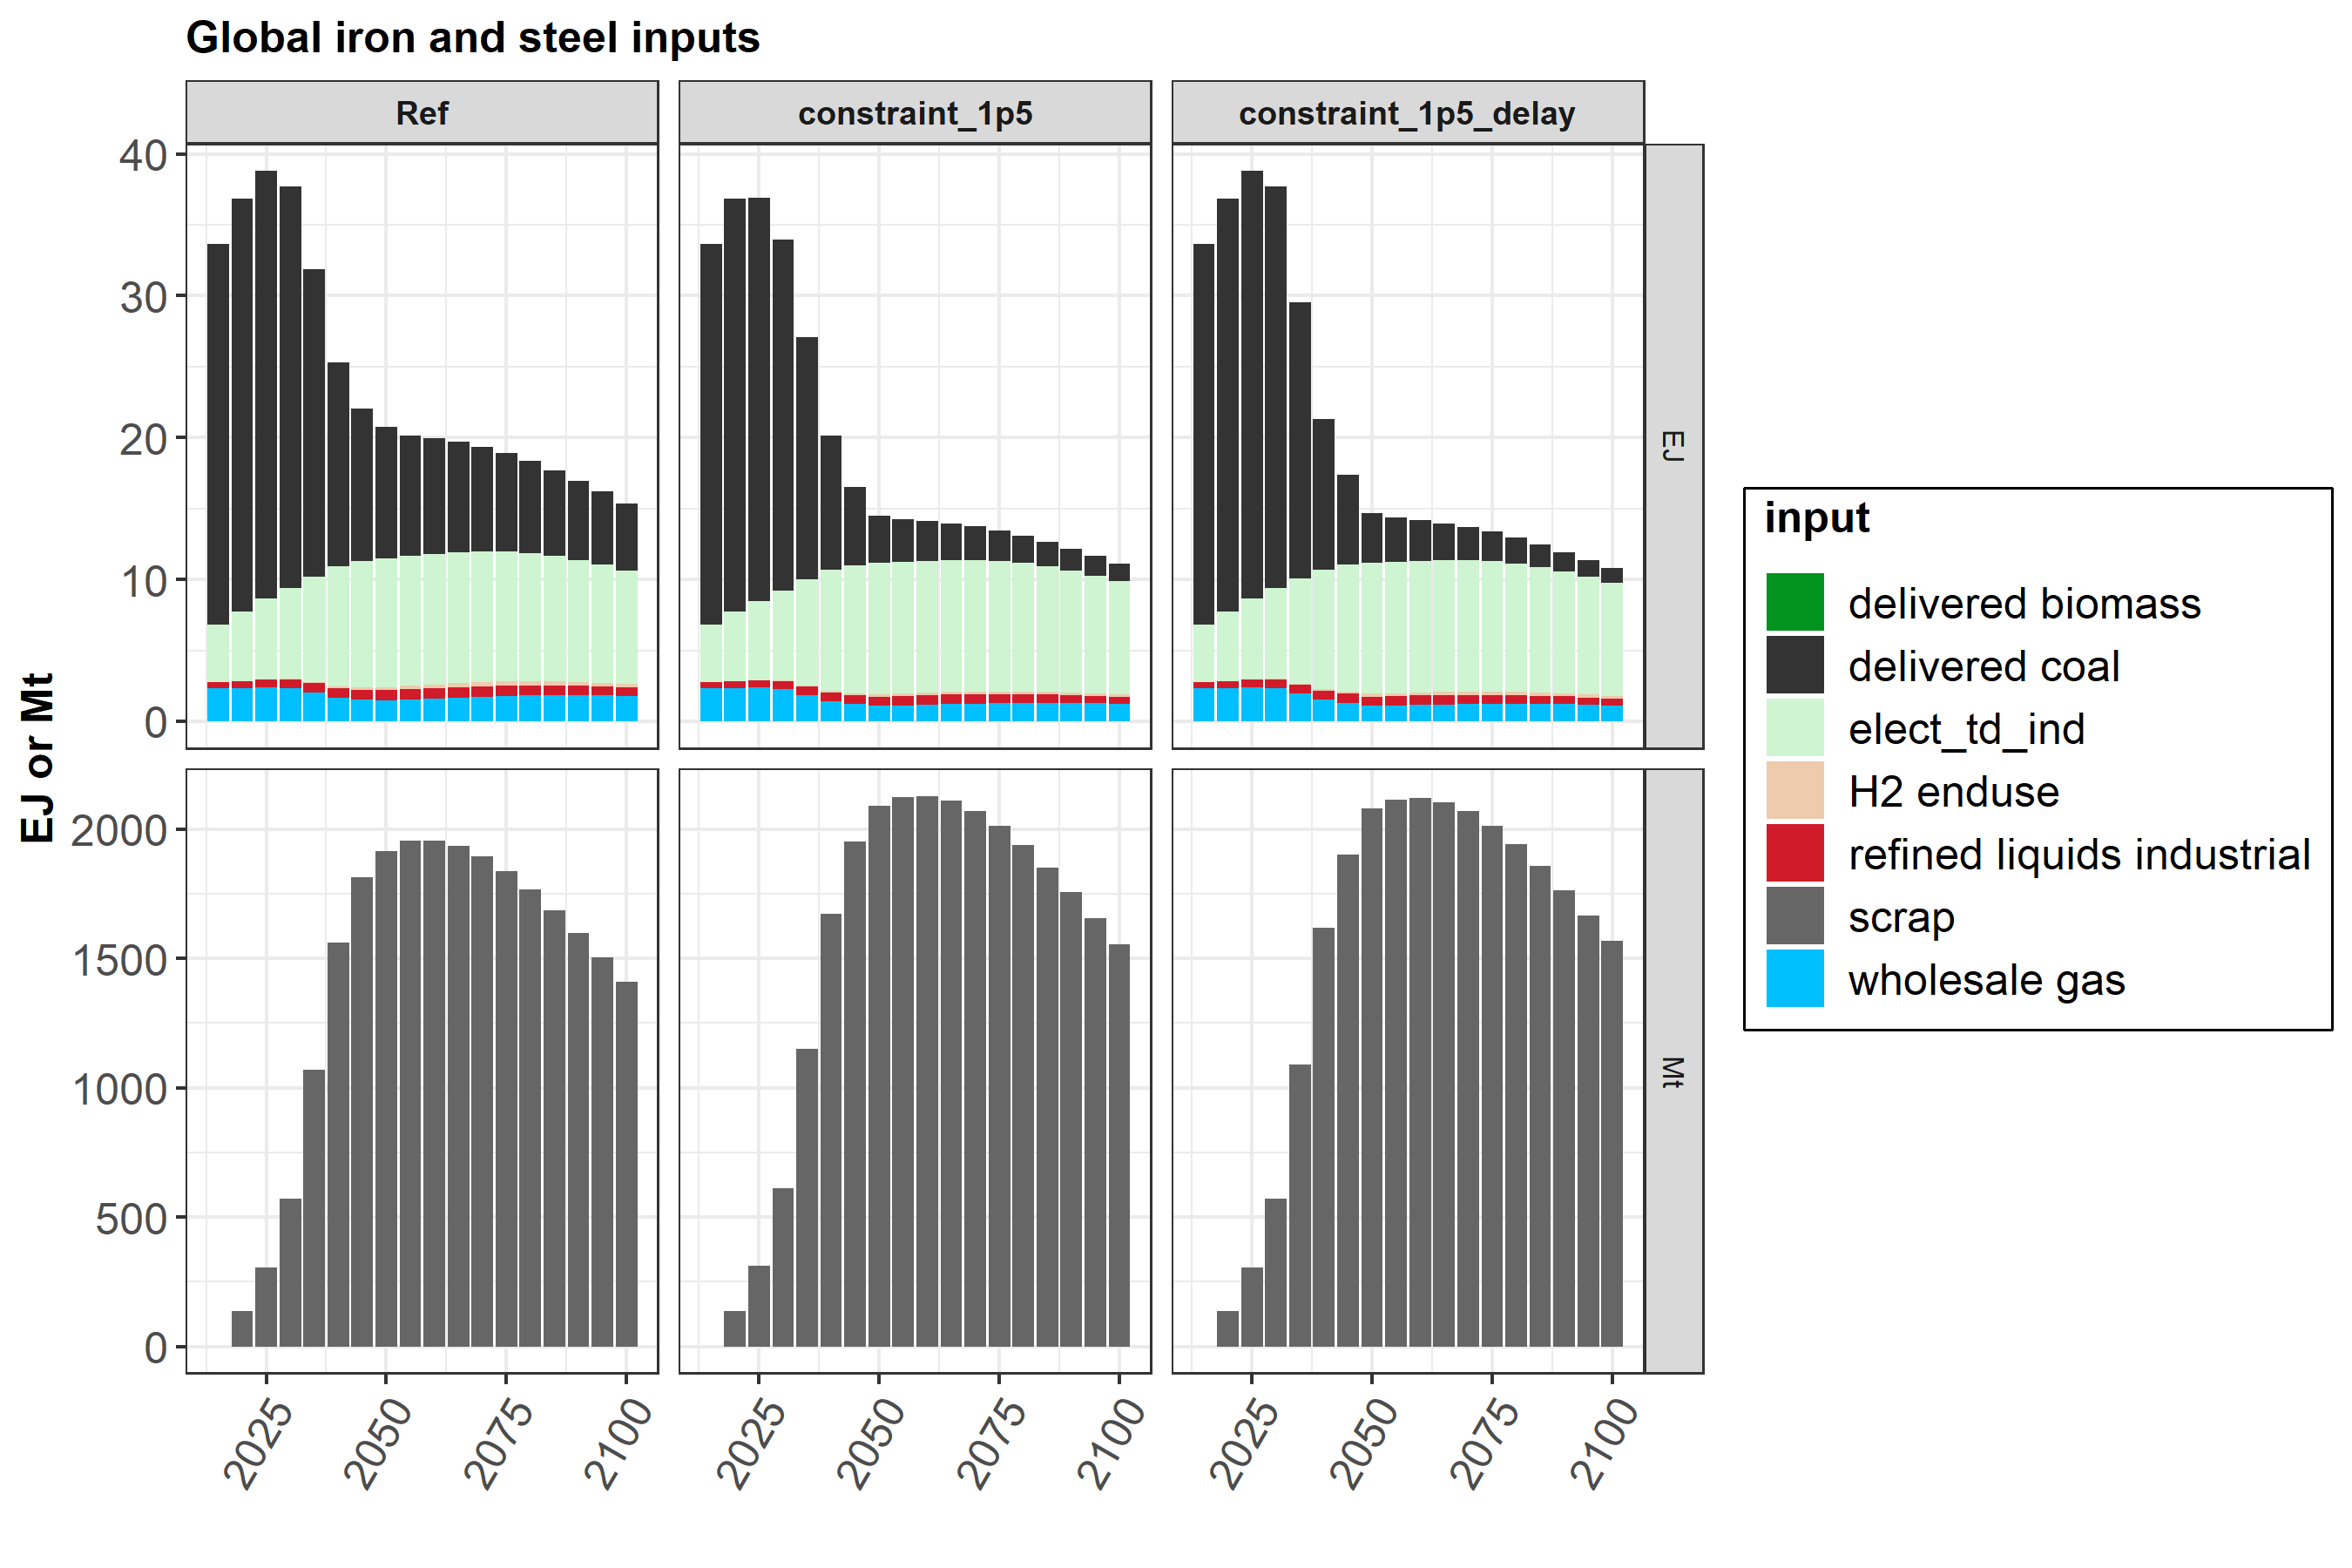 Global iron and steel inputs
Ref
constraint_1p5
constraint_1p5_delay
40
30
20
10
0
EJ
EJ or Mt
2000
1500
1000
500
0
Mt
2025
2050
2075
2100
2025
2050
2075
2100
2025
2050
2075
2100
input
delivered biomass
delivered coal
elect_td_ind
H2 enduse
refined liquids industrial
scrap
wholesale gas